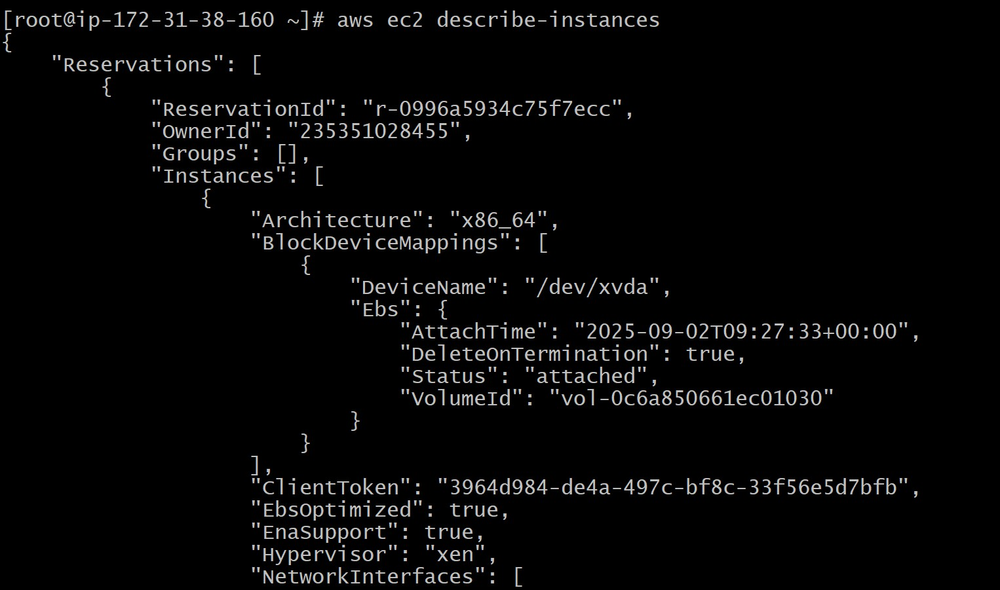 [root@ip-172-31-38-160 ~]# aws ec2 describe-instances
{
    "Reservations": [
        {
            "ReservationId": "r-0996a5934c75f7ecc",
            "OwnerId": "235351028455",
            "Groups": [],
            "Instances": [
                {
                    "Architecture": "x86_64",
                    "BlockDeviceMappings": [
                        {
                            "DeviceName": "/dev/xvda",
                            "Ebs": {
                                "AttachTime": "2025-09-02T09:27:33+00:00",
                                "DeleteOnTermination": true,
                                "Status": "attached",
                                "VolumeId": "vol-0c6a850661ec01030"
                            }
                        }
                    ],
                    "ClientToken": "3964d984-de4a-497c-bf8c-33f56e5d7bfb",
                    "EbsOptimized": true,
                    "EnaSupport": true,
                    "Hypervisor": "xen",
                    "NetworkInterfaces": [